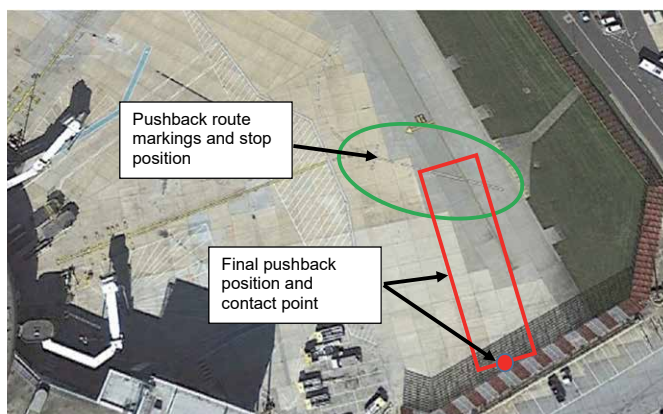 Pushback route
markings and stop
position
Final pushback
position and
contact point